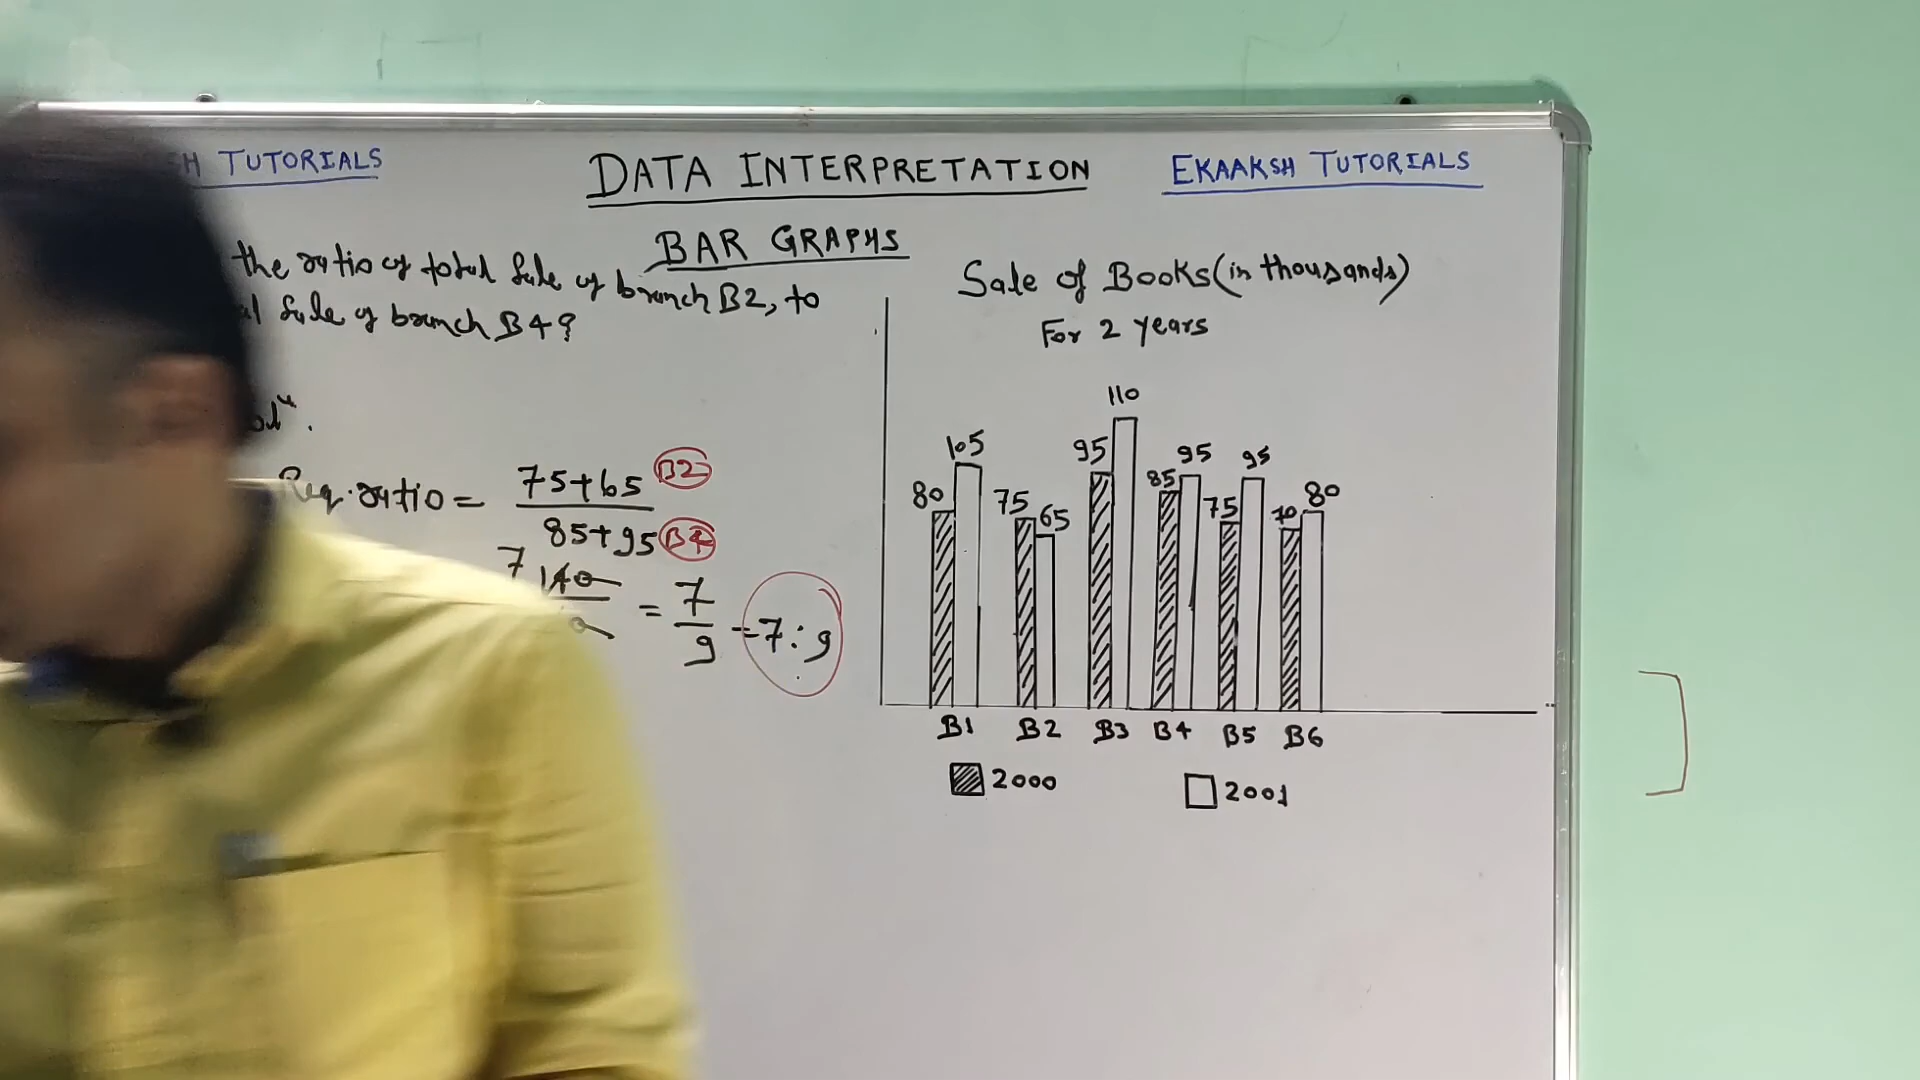 H TUTORIALS
DATA INTERPRETATION
EKAAKSH TUTORIALS
BAR GRAPHS
the ratio of total Sale of branch B2, to
Sale of branch B4?
Sale of Books (in thousands)
For 2 years
Req. ratio = 75+65 B2
85+95 B4
7 140
= 7/9 = 7:9
110
105
95
95
95
80
75
65
85
75
70
80
B1 B2 B3 B4 B5 B6
2000 2001